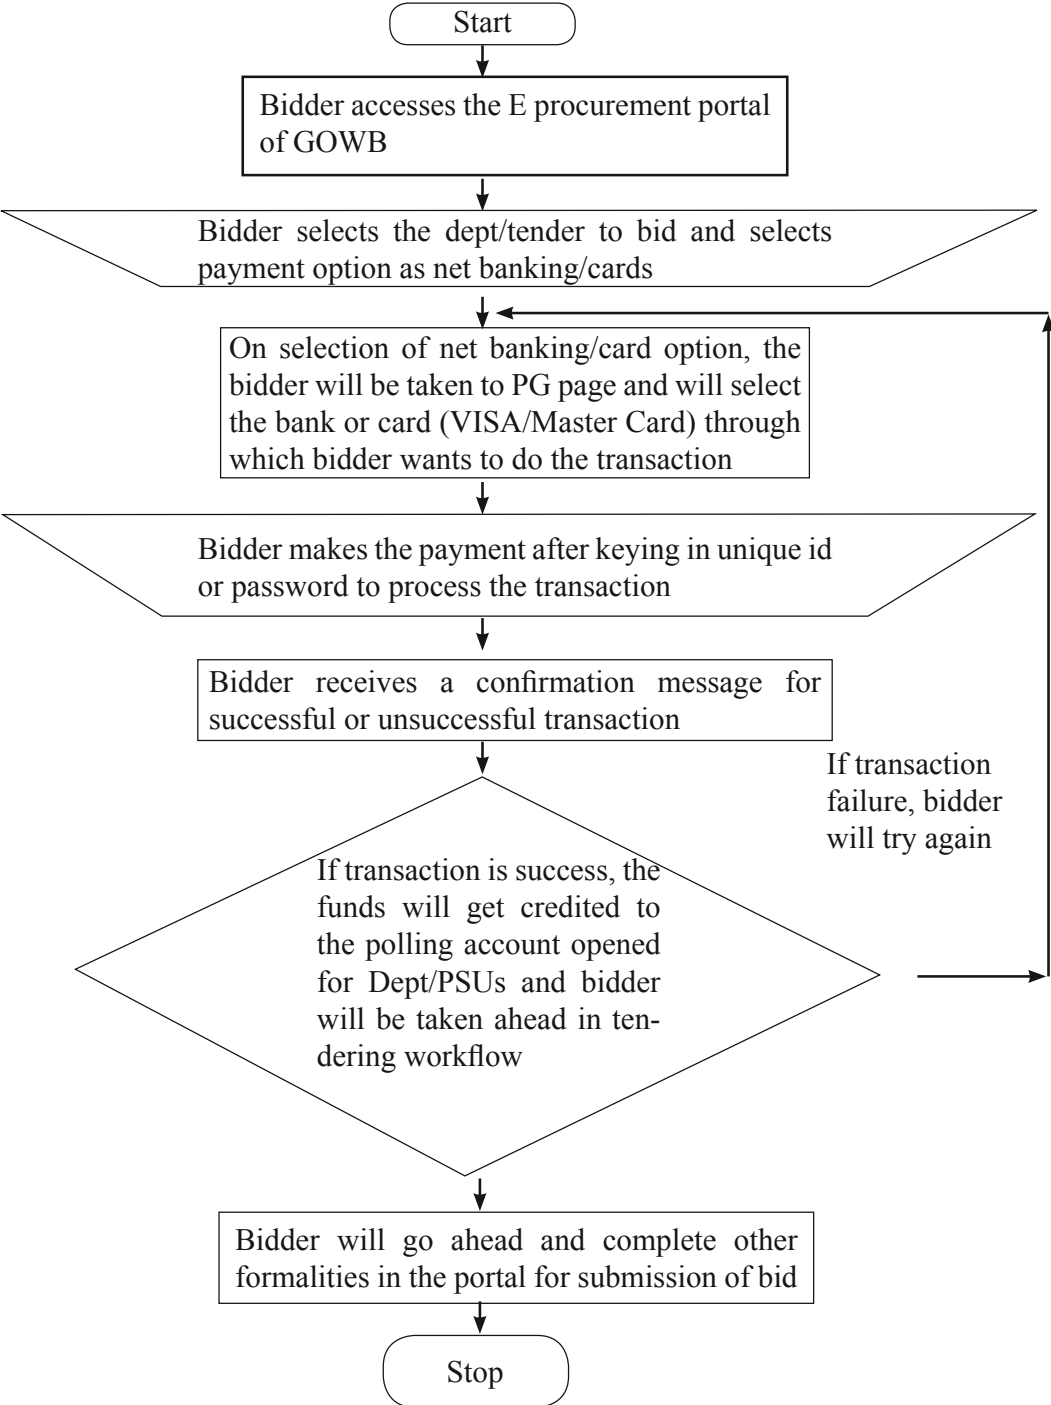 Start
Bidder accesses the E procurement portal
of GOWB
Bidder selects the dept/tender to bid and selects
payment option as net banking/cards
On selection of net banking/card option, the
bidder will be taken to PG page and will select
the bank or card (VISA/Master Card) through
which bidder wants to do the transaction
Bidder makes the payment after keying in unique id
or password to process the transaction
Bidder receives a confirmation message for
successful or unsuccessful transaction
If transaction
failure, bidder
will try again
If transaction is success, the
funds will get credited to
the polling account opened
for Dept/PSUs and bidder
will be taken ahead in ten-
dering workflow
Bidder will go ahead and complete other
formalities in the portal for submission of bid
Stop